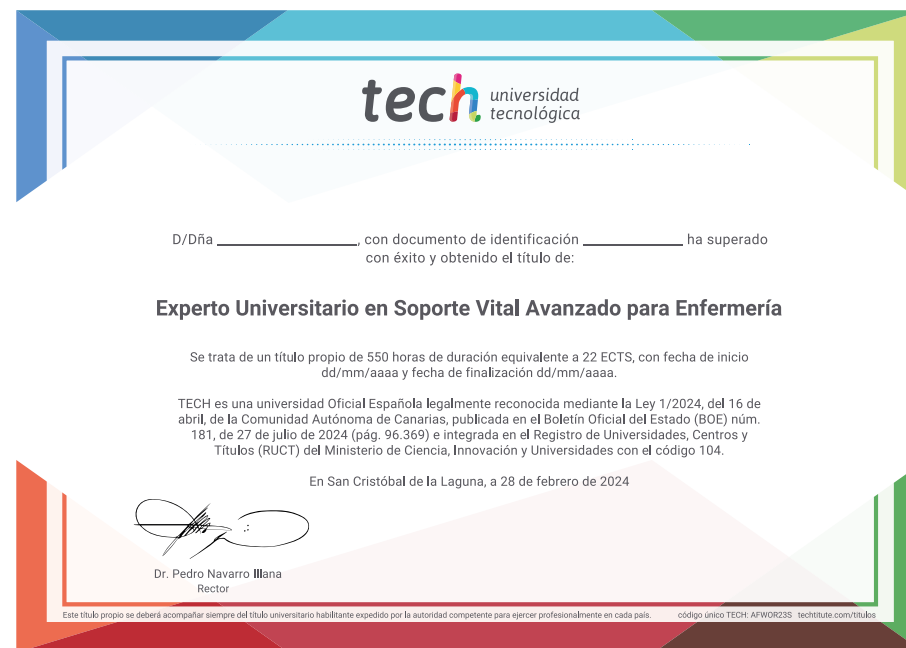 tech universidad
tecnológica
D/Dña ____________________, con documento de identificación ______________ ha superado
con éxito y obtenido el título de:
Experto Universitario en Soporte Vital Avanzado para Enfermería
Se trata de un título propio de 550 horas de duración equivalente a 22 ECTS, con fecha de inicio
dd/mm/aaaa y fecha de finalización dd/mm/aaaa.
TECH es una universidad Oficial Española legalmente reconocida mediante la Ley 1/2024, del 16 de
abril, de la Comunidad Autónoma de Canarias, publicada en el Boletín Oficial del Estado (BOE) núm.
181, de 27 de julio de 2024 (pág. 96.369) e integrada en el Registro de Universidades, Centros y
Títulos (RUCT) del Ministerio de Ciencia, Innovación y Universidades con el código 104.
En San Cristóbal de la Laguna, a 28 de febrero de 2024
Dr. Pedro Navarro Illana
Rector
Este título propio se deberá acompañar siempre del título universitario habilitante expedido por la autoridad competente para ejercer profesionalmente en cada país. código único TECH: AFWOR23S techtitute.com/titulos